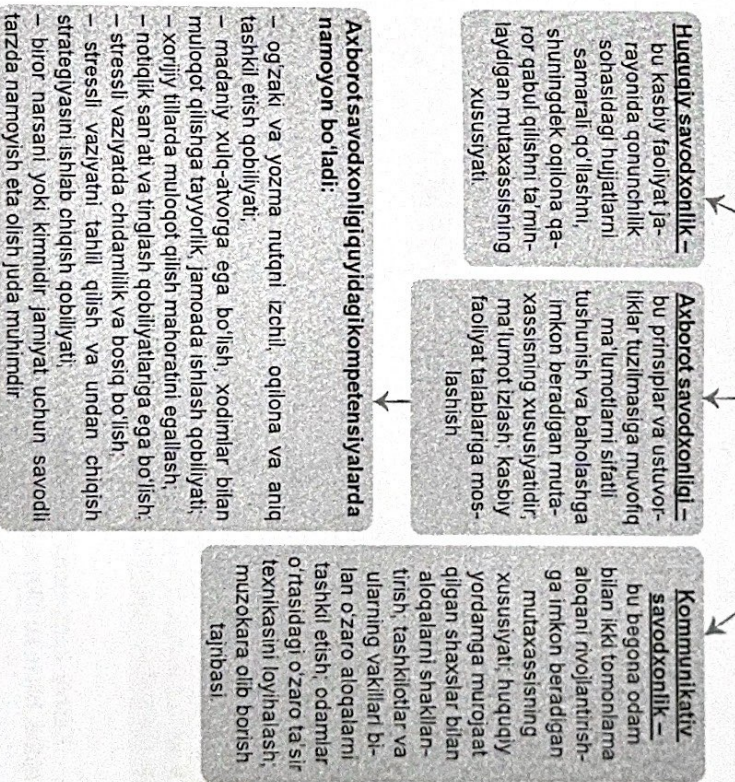 Huquqiy savodxonlik –
bu kasbiy faoliyat ja-
rayonida qonunchilik
sohasidagi hujjatlarni
samarali qo'llashni,
shuningdek oqilona qa-
ror qabul qilishni ta'min-
laydigan mutaxassisning
xususiyati.
Axborot savodxonligi –
bu prinsiplar va ustuvor-
liklar tuzilmasiga muvofiq
ma'lumotlarni sifatli
tushunish va baholashga
imkon beradigan muta-
xassisning xususiyatidir;
ma'lumot izlash; kasbiy
faoliyat talablariga mos-
lashish
Kommunikativ
savodxonlik –
bu begona odam
bilan ikki tomonlama
aloqani rivojlantirish-
ga imkon beradigan
mutaxassisning
xususiyati; huquqiy
yordamga murojaat
qilgan shaxslar bilan
aloqalarni shakllan-
tirish; tashkilotlar va
ularning vakillari bi-
lan o'zaro aloqalarni
tashkil etish; odamlar
o'rtasidagi o'zaro ta'sir
texnikasini loyihalash,
muzokara olib borish
tajribasi.
Axborot savodxonligi quyidagi kompetensiyalarda
namoyon bo'ladi:
– og'zaki va yozma nutqni izchil, oqilona va aniq
tashkil etish qobiliyati;
– madaniy xulq-atvorga ega bo'lish, xodimlar bilan
muloqot qilishga tayyorlik, jamoada ishlash qobiliyati;
– xorijiy tillarda muloqot qilish mahoratini egallash;
– notiqlik san'ati va tinglash qobiliyatlariga ega bo'lish;
– stressli vaziyatda chdamlilik va bosiq bo'lish;
– stressli vaziyatni tahlil qilish va undan chiqish
strategiyasini ishlab chiqish qobiliyati;
– biror narsani yoki kimnidir jamiyat uchun savodli
tarzda namoyish eta olish juda muhimdir